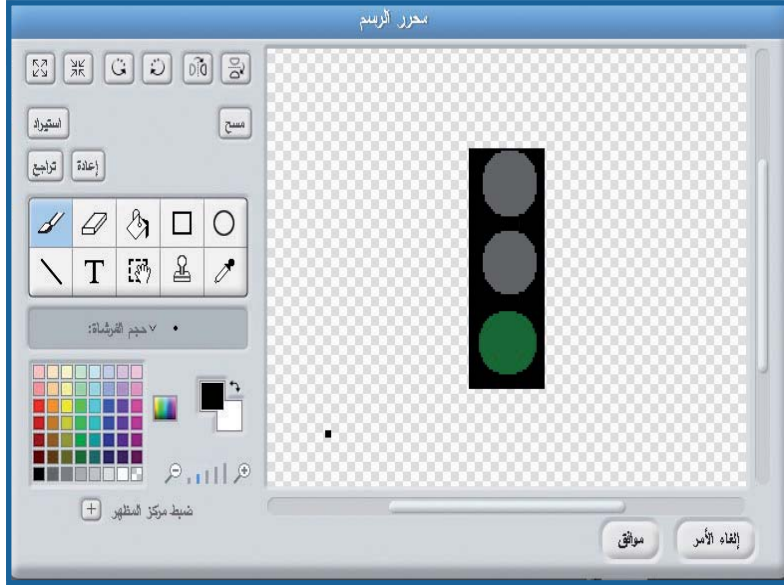 محرر الرسم
مسح
استيراد
إعادة
تراجع
T
حجم الفرشاة:
ضبط مركز المظهر
إلغاء الأمر
موافق